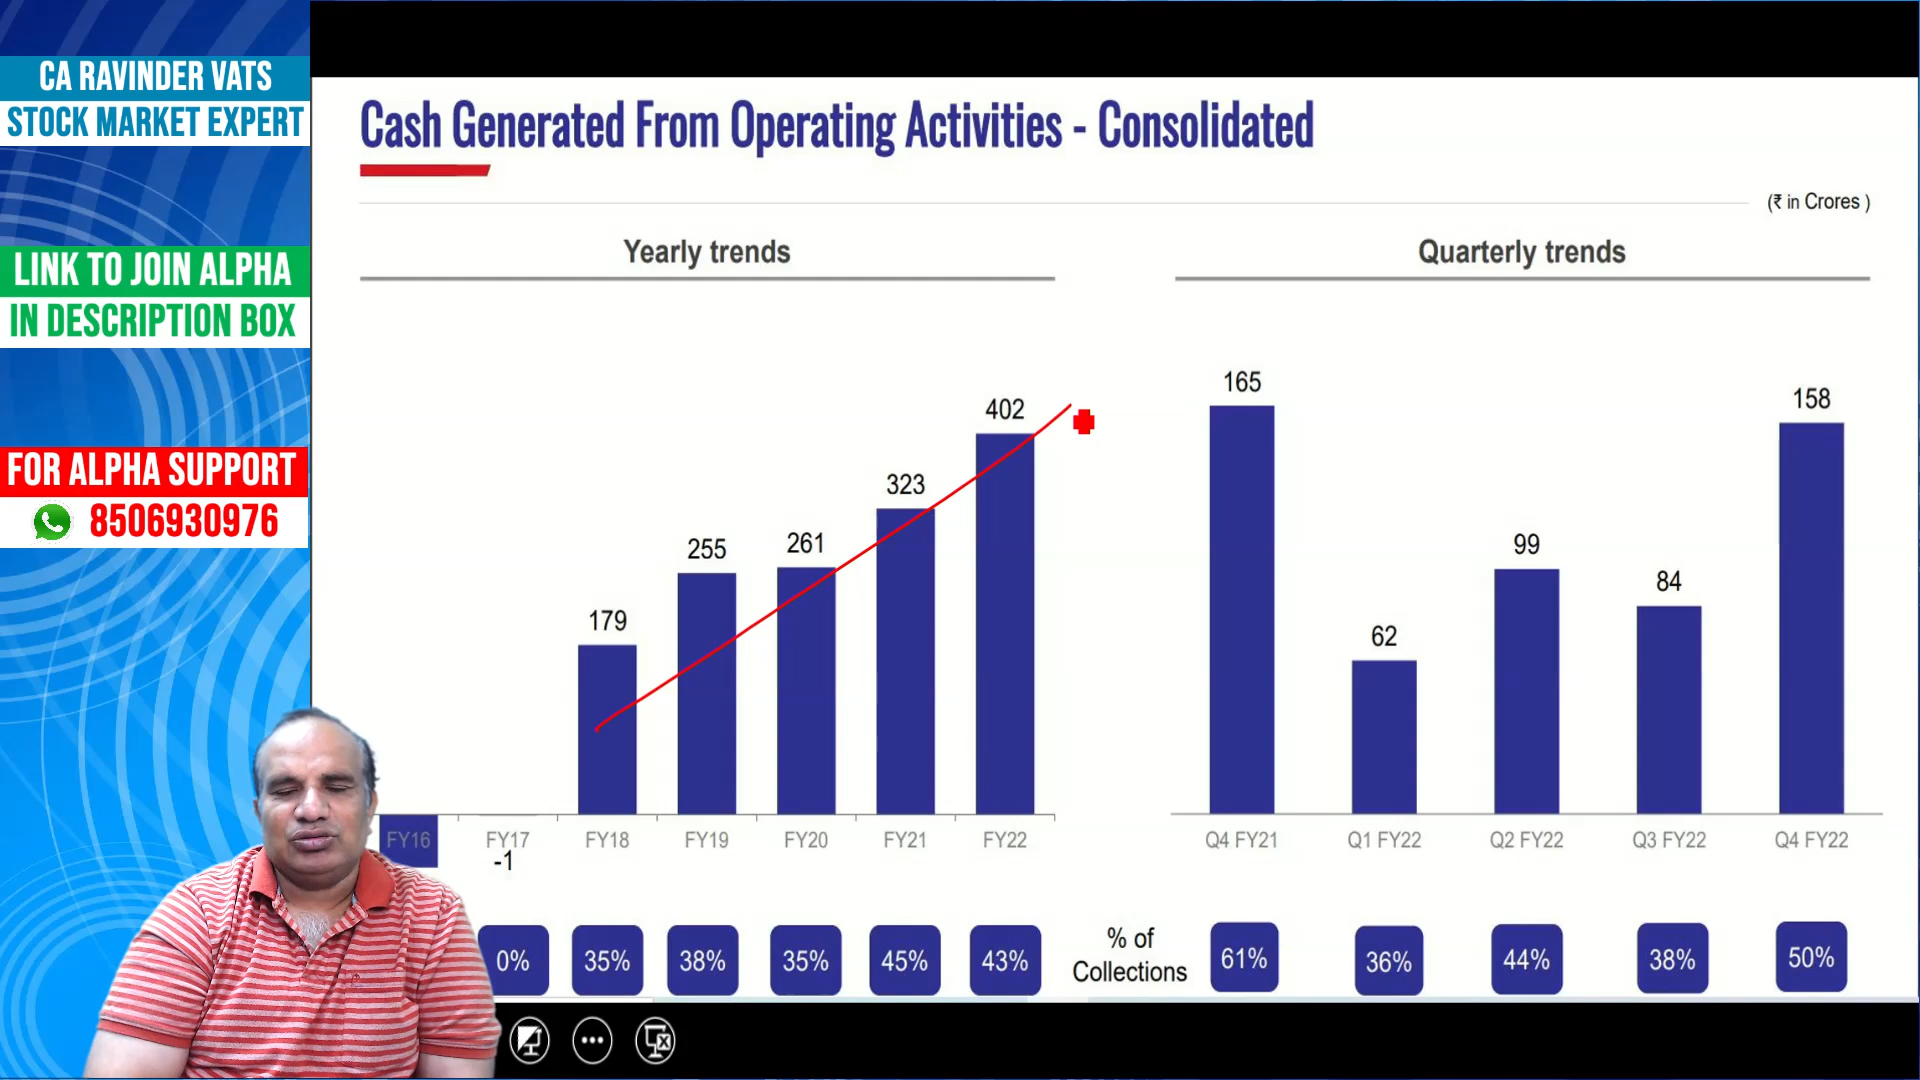 CA RAVINDER VATS
STOCK MARKET EXPERT
LINK TO JOIN ALPHA
IN DESCRIPTION BOX
FOR ALPHA SUPPORT
8506930976
Cash Generated From Operating Activities - Consolidated
(₹ in Crores )
Yearly trends
179
255
261
323
402
FY16
FY17
FY18
FY19
FY20
FY21
FY22
-1
0%
35%
38%
35%
45%
43%
Quarterly trends
165
62
99
84
158
Q4 FY21
Q1 FY22
Q2 FY22
Q3 FY22
Q4 FY22
% of
Collections
61%
36%
44%
38%
50%